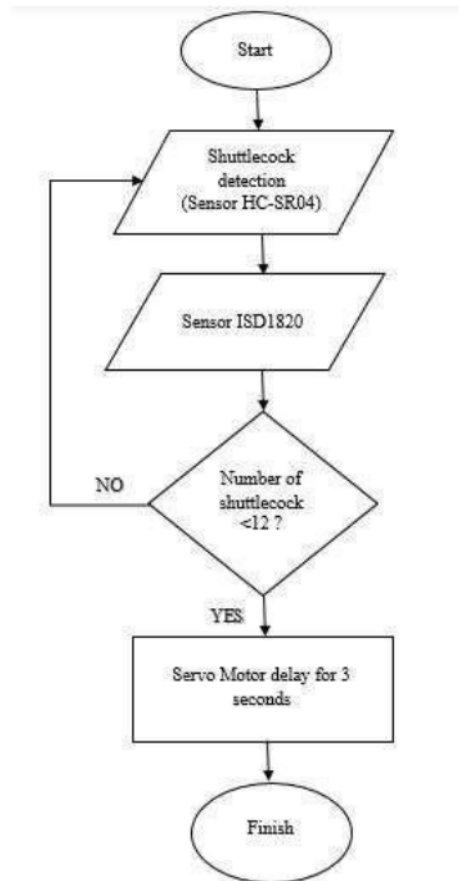 Start
Shuttlecock
detection
(Sensor HC-SR04)
Sensor ISD1820
Number of
shuttlecock
<12 ?
NO
YES
Servo Motor delay for 3
seconds
Finish